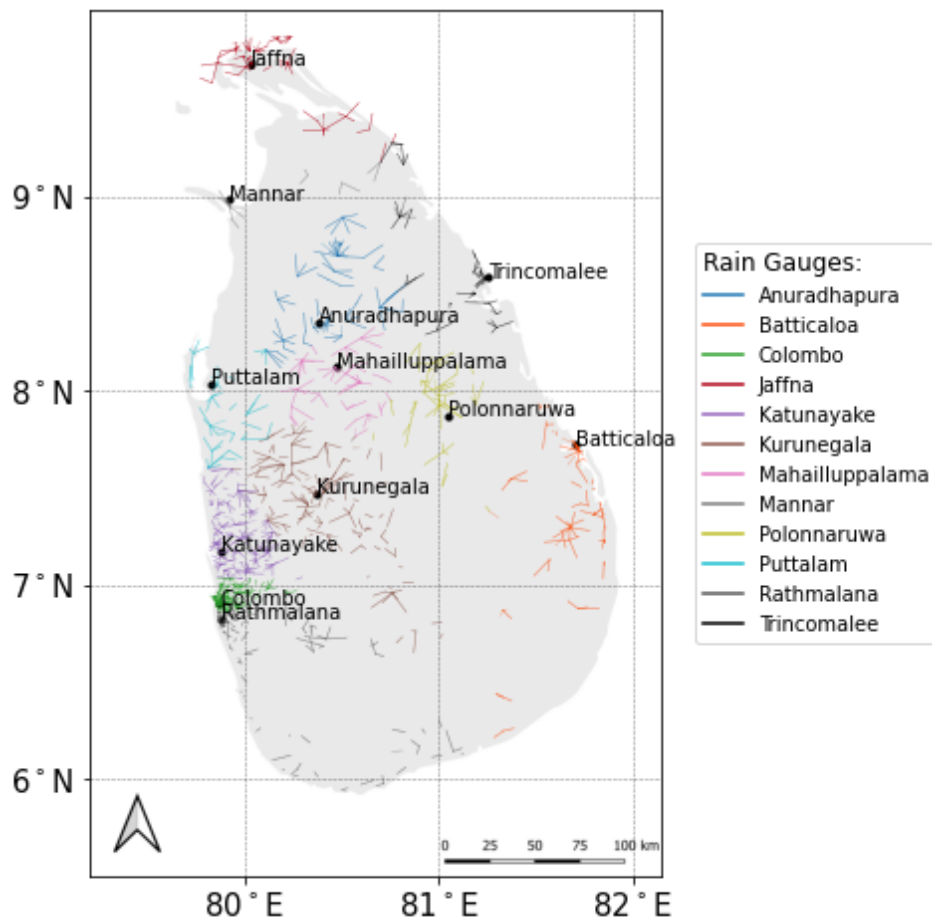 Jaffna
9°N
Mannar
Trincomalee
Anuradhapura
Mahailluppalama
8°N
Puttalam
Polonnaruwa
Batticaloa
Kurunegala
Katunayake
7°N
Colombo
Rathmalana
6°N
0 25 50 75 100 km
80°E 81°E 82°E
Rain Gauges:
Anuradhapura
Batticaloa
Colombo
Jaffna
Katunayake
Kurunegala
Mahailluppalama
Mannar
Polonnaruwa
Puttalam
Rathmalana
Trincomalee